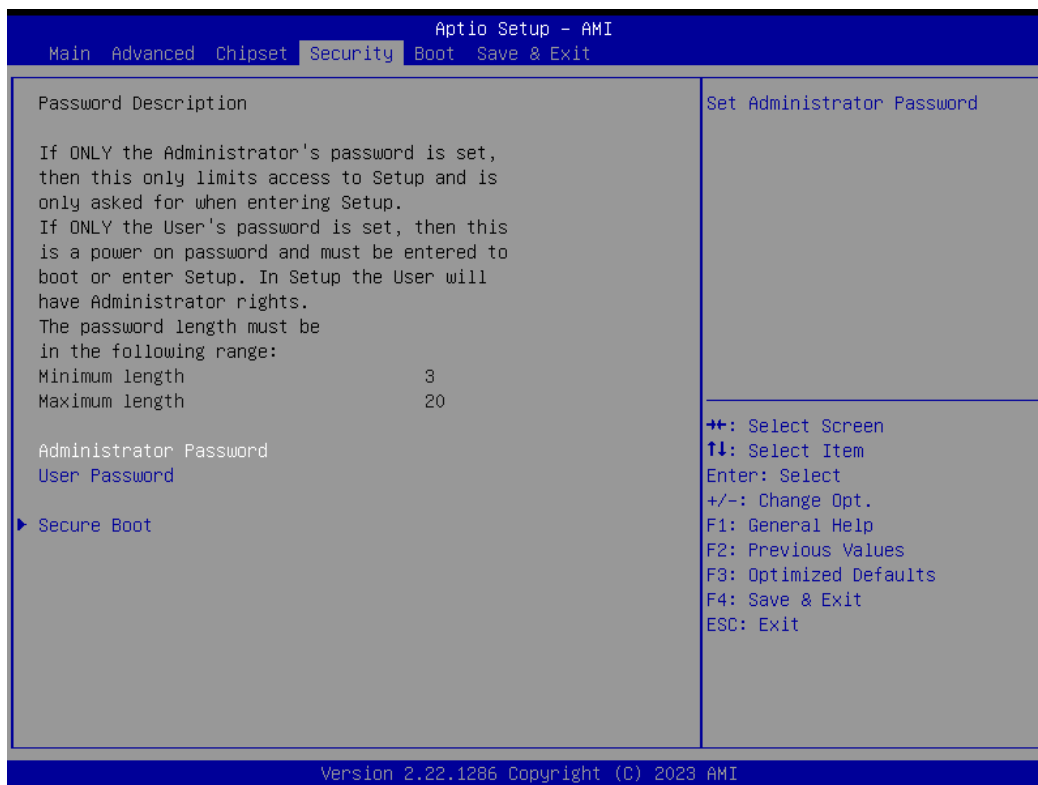 Aptio Setup – AMI
Main Advanced Chipset Security Boot Save & Exit
Password Description
If ONLY the Administrator's password is set,
then this only limits access to Setup and is
only asked for when entering Setup.
If ONLY the User's password is set, then this
is a power on password and must be entered to
boot or enter Setup. In Setup the User will
have Administrator rights.
The password length must be
in the following range:
Minimum length 3
Maximum length 20
Administrator Password
User Password
▶ Secure Boot
Set Administrator Password
→←: Select Screen
↑↓: Select Item
Enter: Select
+/-: Change Opt.
F1: General Help
F2: Previous Values
F3: Optimized Defaults
F4: Save & Exit
ESC: Exit
Version 2.22.1286 Copyright (C) 2023 AMI